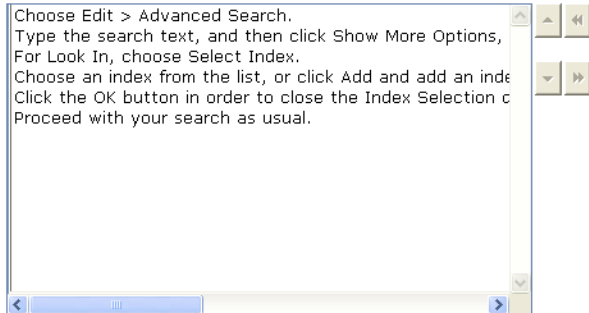 Choose Edit > Advanced Search.
Type the search text, and then click Show More Options,
For Look In, choose Select Index.
Choose an index from the list, or click Add and add an
Click the OK button in order to close the Index Selection
Proceed with your search as usual.